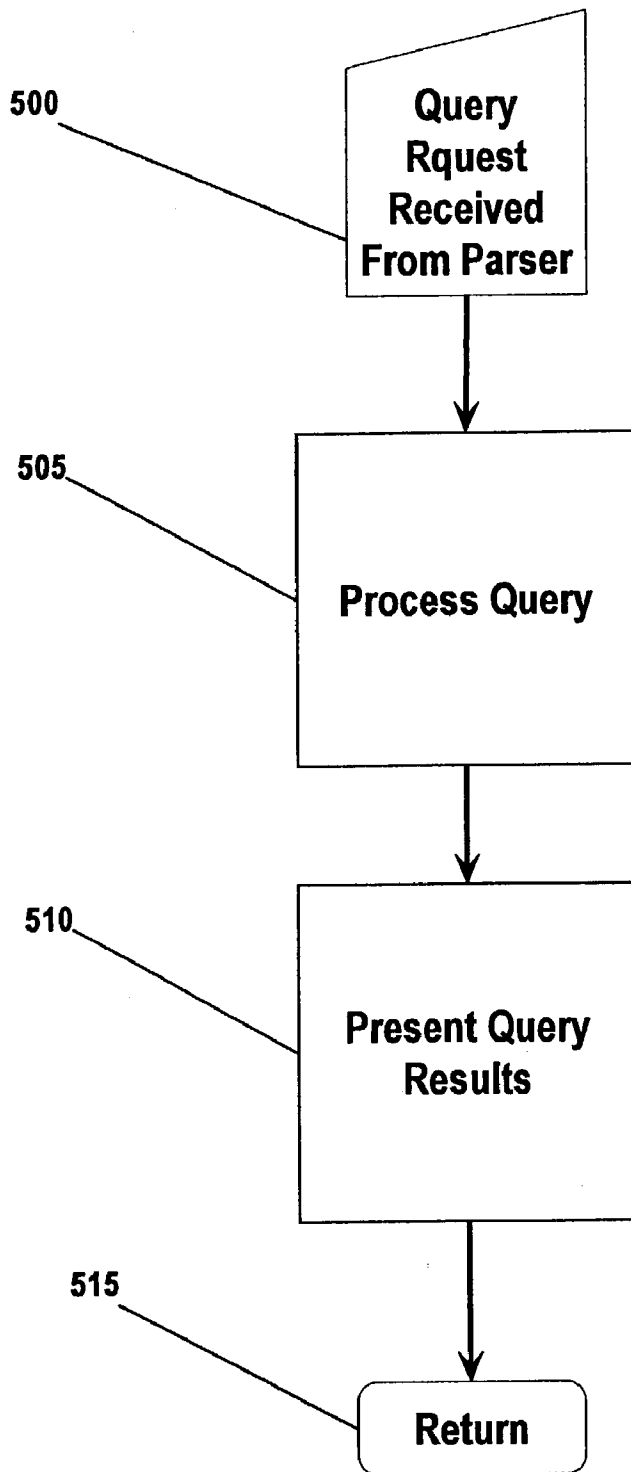 500
Query
Rquest
Received
From Parser
505
Process Query
510
Present Query
Results
515
Return